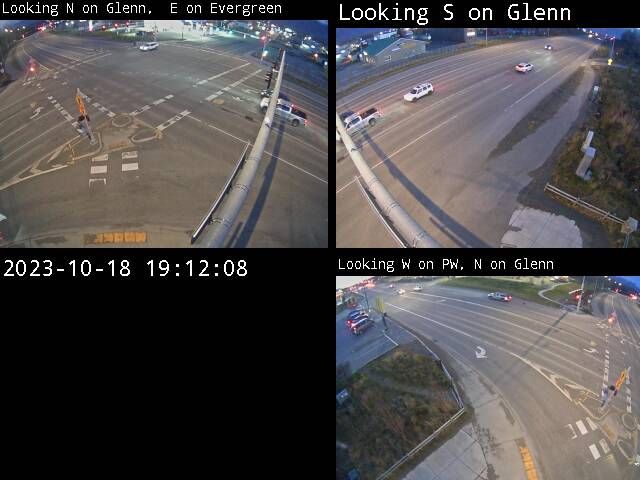 Looking N on Glenn,  E on Evergreen
Looking S on Glenn
2023-10-18 19:12:08
Looking W on PW, N on Glenn